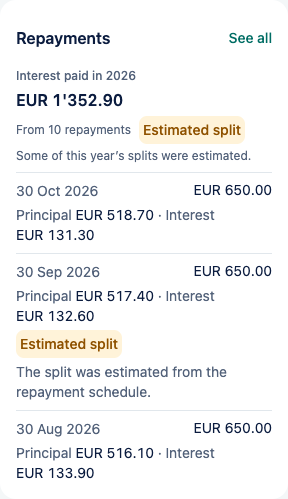 Repayments See all
Interest paid in 2026
EUR 1'352.90
From 10 repayments Estimated split
Some of this year’s splits were estimated.
30 Oct 2026 EUR 650.00
Principal EUR 518.70 · Interest
EUR 131.30
30 Sep 2026 EUR 650.00
Principal EUR 517.40 · Interest
EUR 132.60
Estimated split
The split was estimated from the
repayment schedule.
30 Aug 2026 EUR 650.00
Principal EUR 516.10 · Interest
EUR 133.90